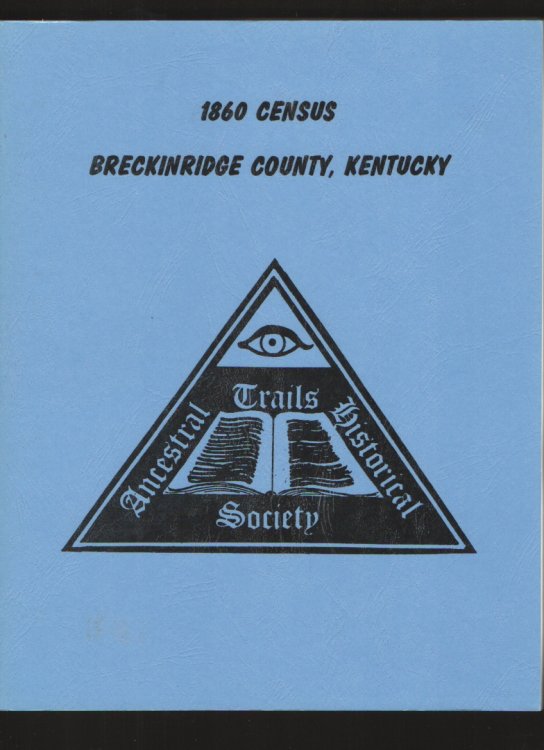 1860 CENSUS
BRECKINRIDGE COUNTY, KENTUCKY
Ancestral Trails Historical
Society